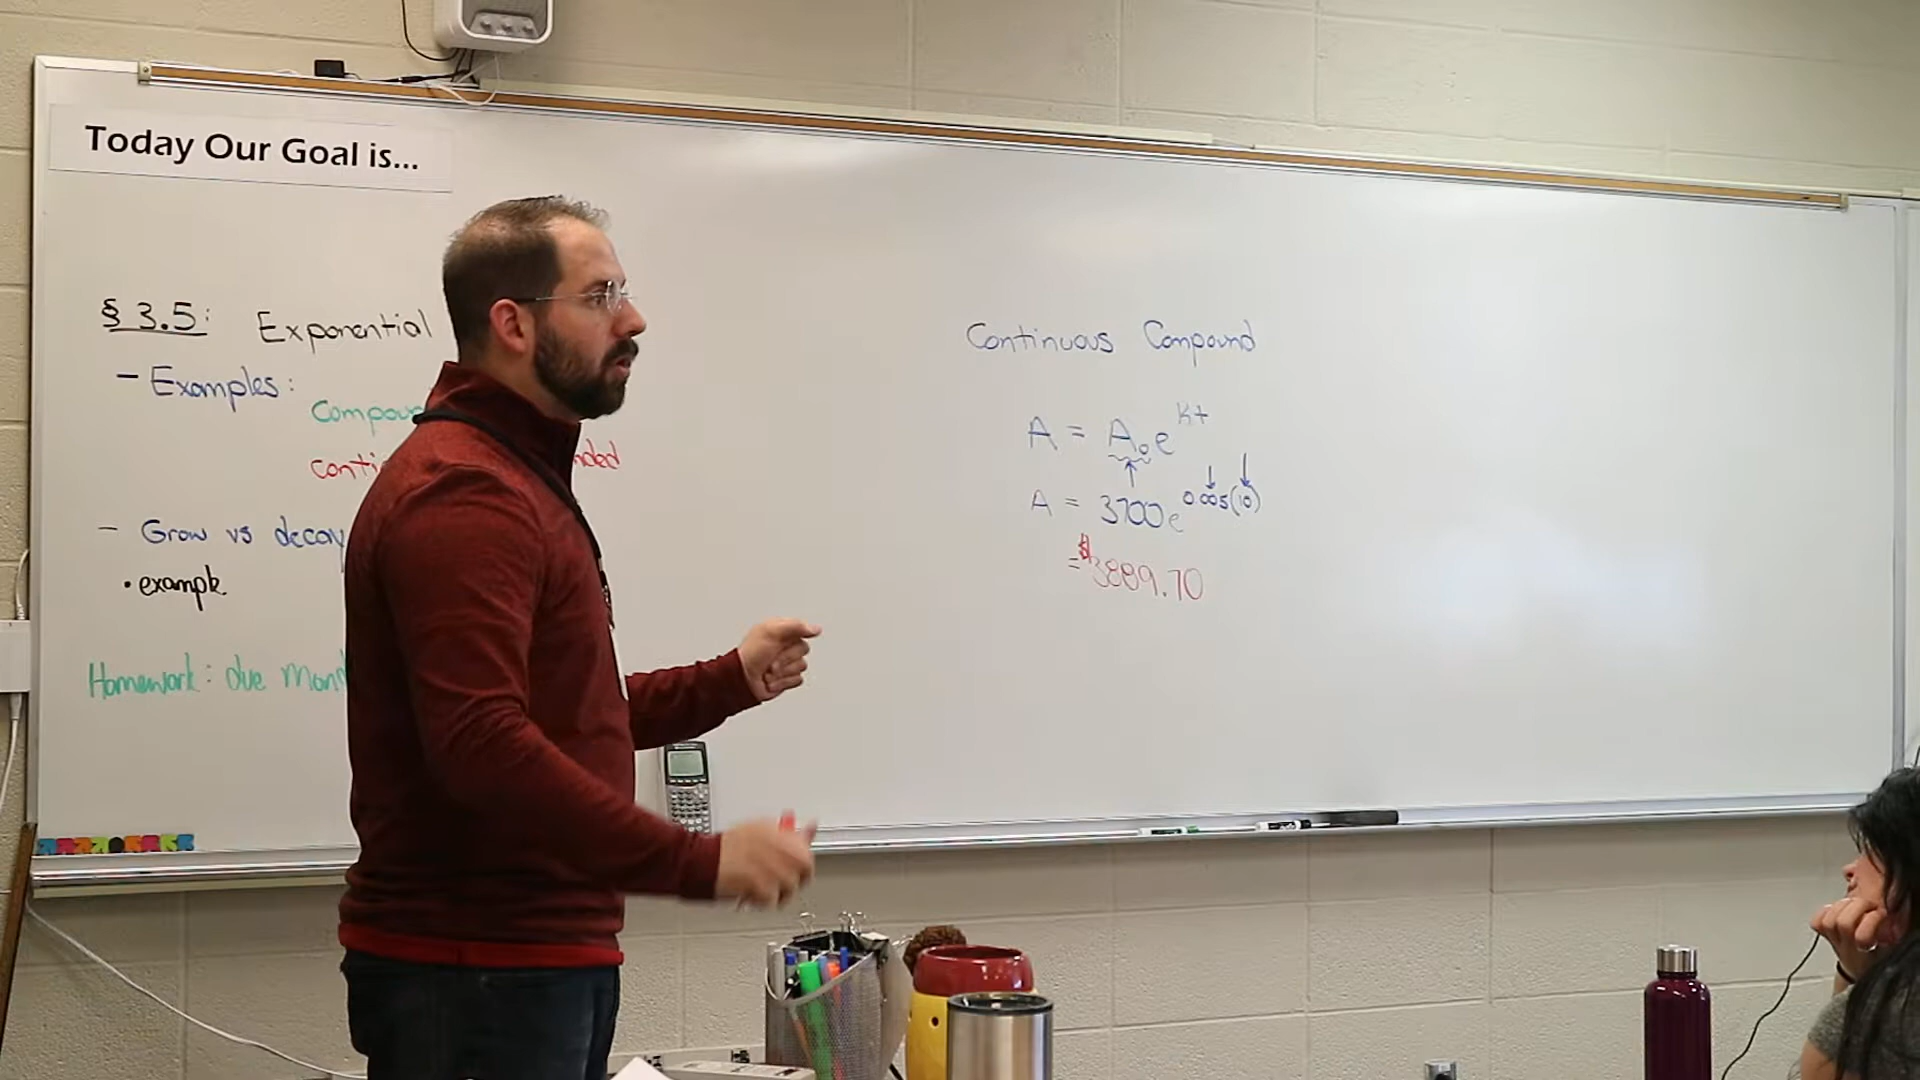 Today Our Goal is...
§ 3.5: Exponential
- Examples:
- Grow vs decay
• example
Homework: due
Continuous Compound
A = A₀e^kt
A = 3700e^0.005(10)
= $3889.70